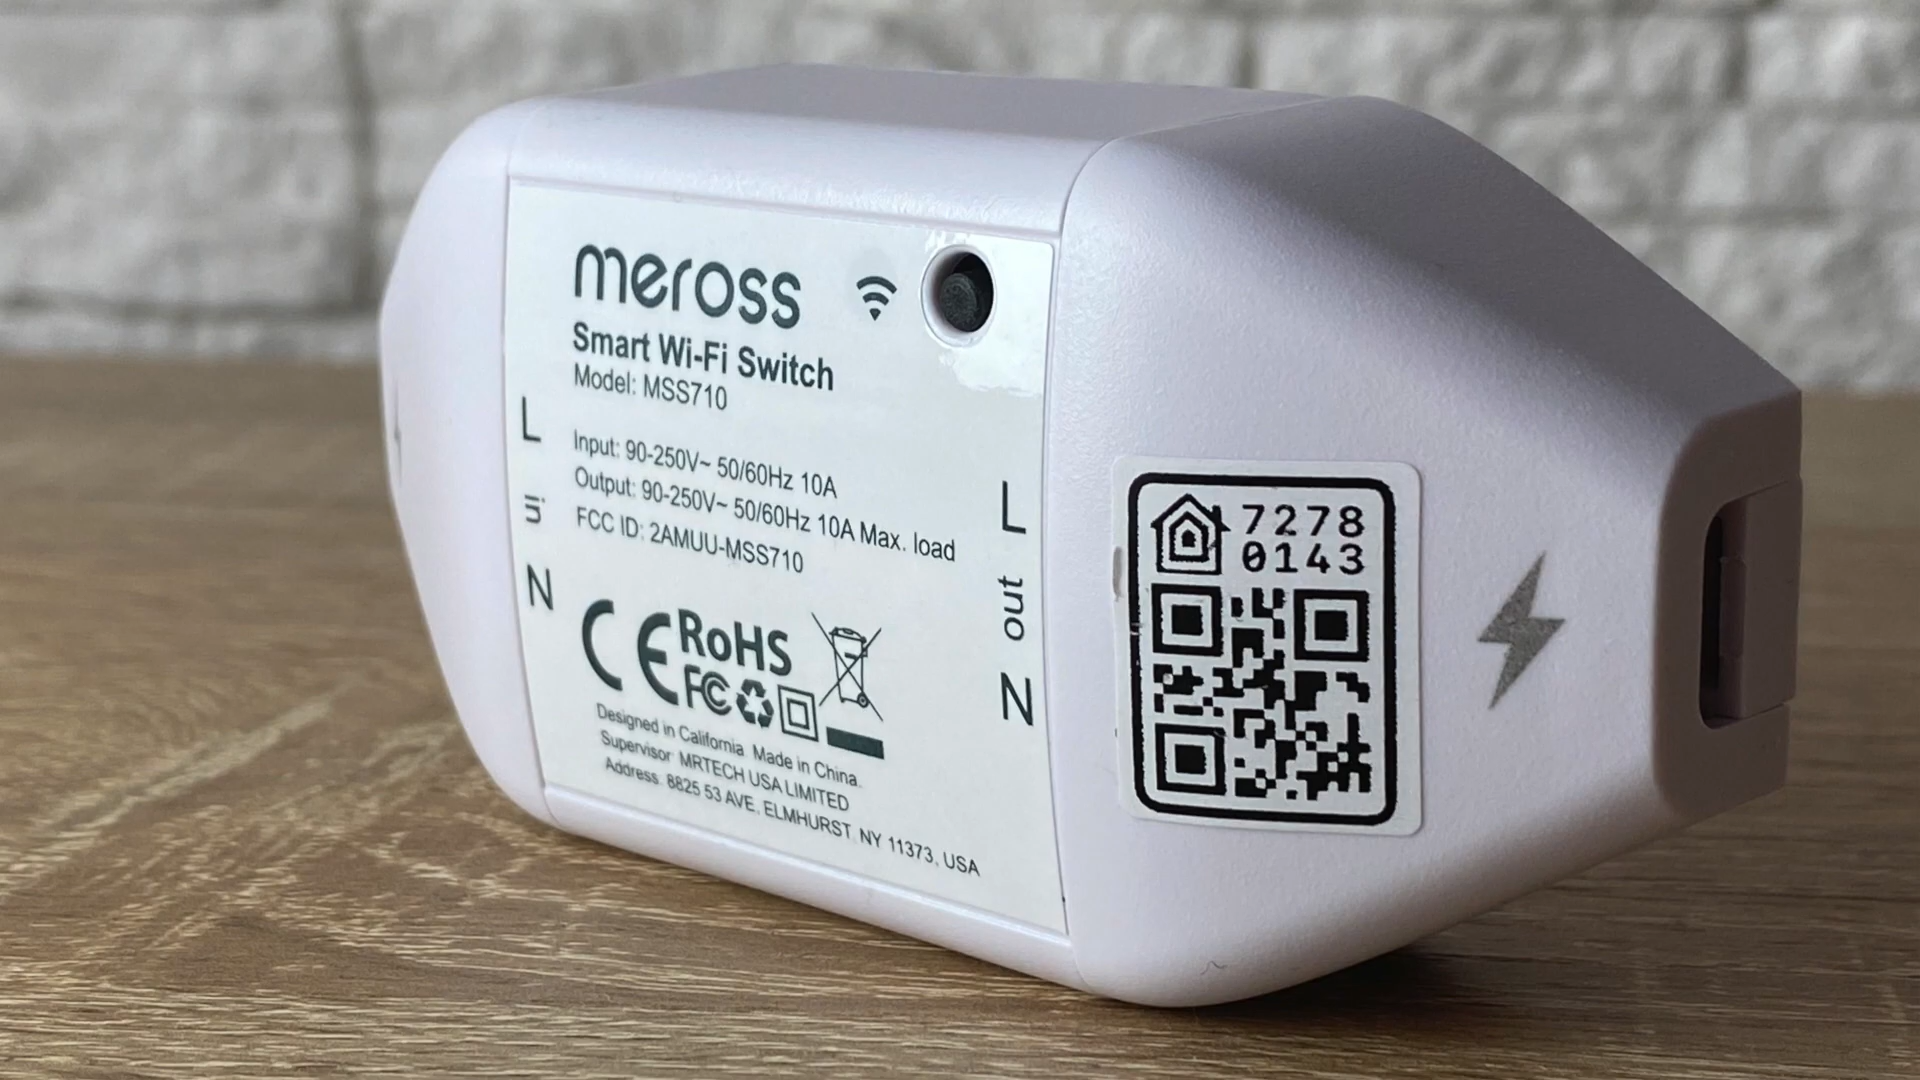 meross
Smart Wi-Fi Switch
Model: MSS710
L
in
N
Input: 90-250V~ 50/60Hz 10A
Output: 90-250V~ 50/60Hz 10A Max. load
FCC ID: 2AMUU-MSS710
L
out
N
CE RoHS
FC
Designed in California Made in China.
Supervisor: MRTECH USA LIMITED
Address: 8825 53 AVE, ELMHURST, NY 11373, USA
7278
0143